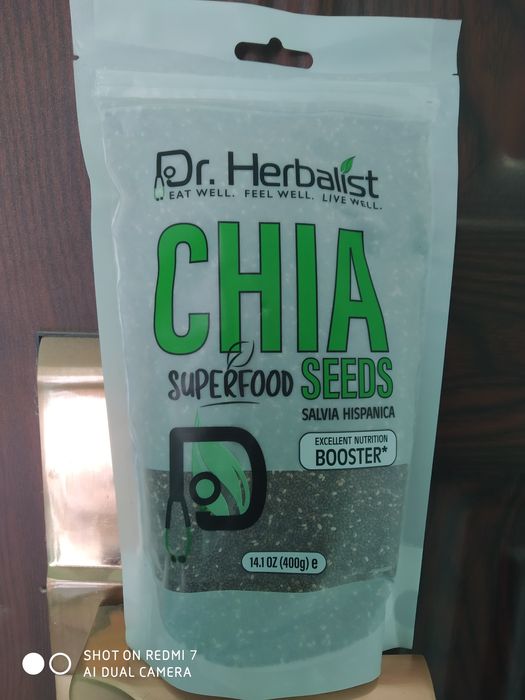 Dr. Herbalist
EAT WELL. FEEL WELL. LIVE WELL.
CHIA
SUPERFOOD SEEDS
SALVIA HISPANICA
EXCELLENT NUTRITION
BOOSTER*
14.1 OZ (400g) e
SHOT ON REDMI 7
AI DUAL CAMERA